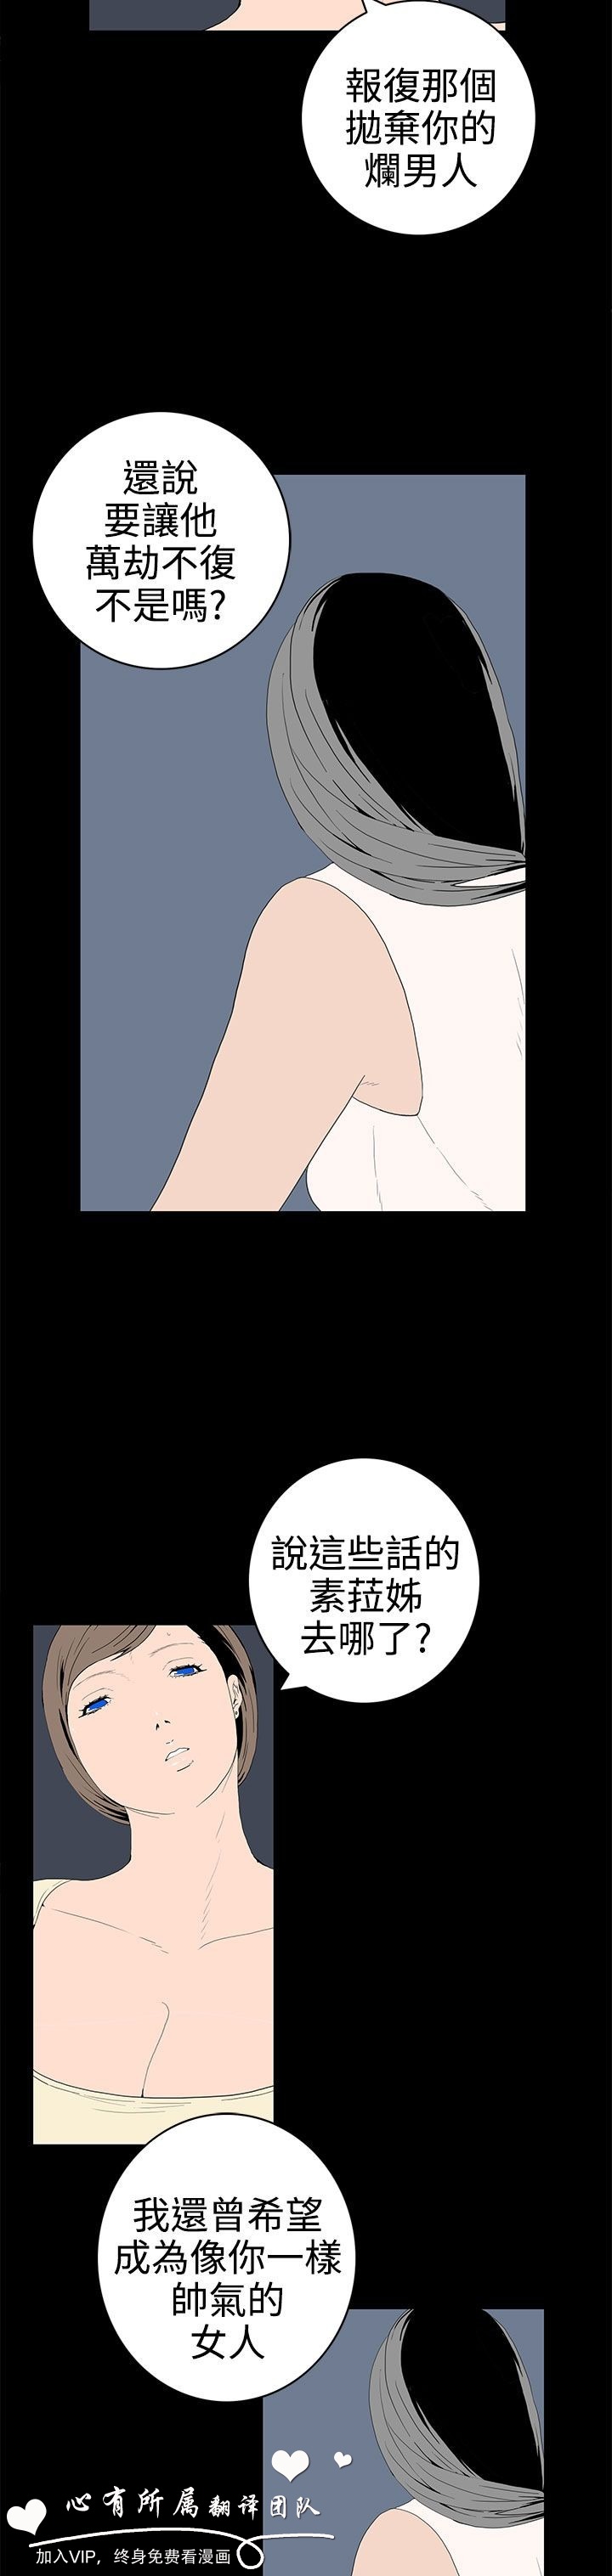 報復那個
拋棄你的
爛男人
還說
要讓他
萬劫不復
不是嗎?
說這些話的
素菈姊
去哪了?
我還曾希望
成為像你一樣
帥氣的
女人
心有所属翻译团队
加入VIP，终身免费看漫画